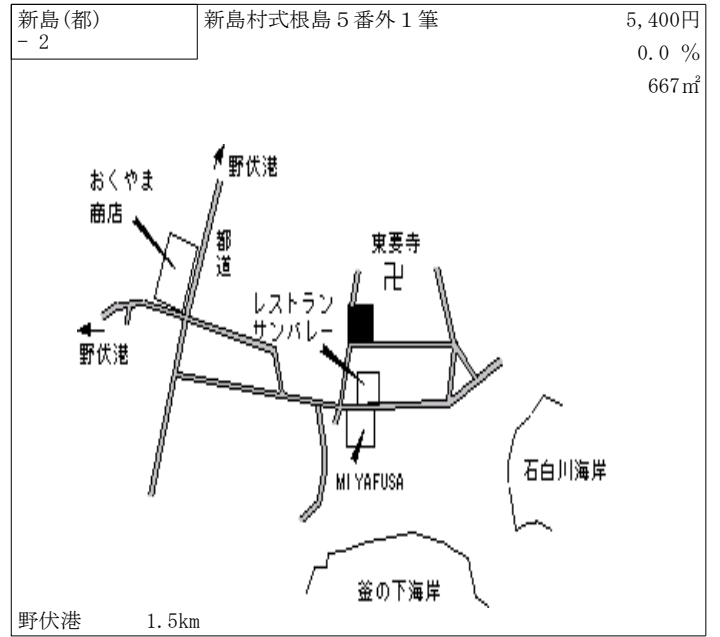 新島(都)
- 2
新島村式根島５番外１筆
5,400円
0.0 %
667㎡
野伏港
おくやま
商店
都道
東要寺
卍
レストラン
サンバレー
野伏港
MIYAFUSA
石白川海岸
釜の下海岸
野伏港 1.5km